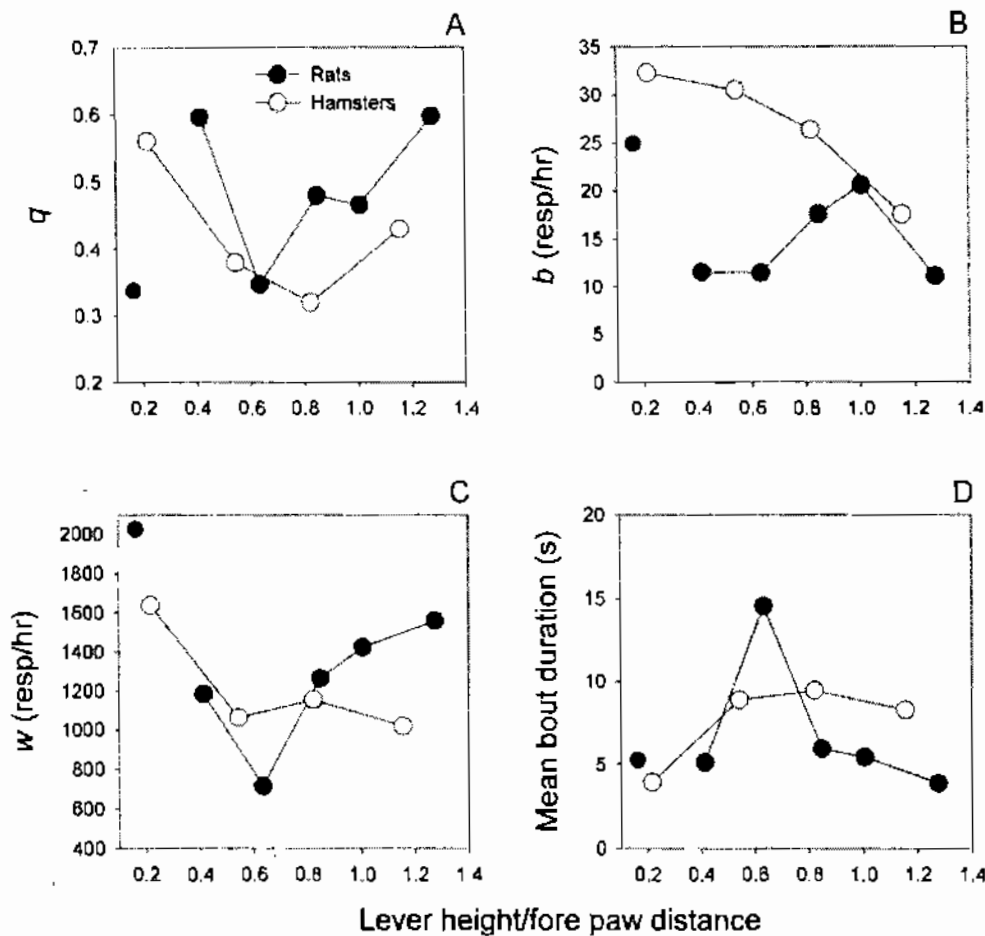 A
0.7
Rats
Hamsters
0.6
0.5
q
0.4
0.3
0.2
0.2 0.4 0.6 0.8 1.0 1.2 1.4
B
35
30
25
20
b (resp/hr)
15
10
5
0
0.2 0.4 0.6 0.8 1.0 1.2 1.4
C
2000
1800
1600
1400
w (resp/hr)
1200
1000
800
600
400
0.2 0.4 0.6 0.8 1.0 1.2 1.4
D
20
15
Mean bout duration (s)
10
5
0
0.2 0.4 0.6 0.8 1.0 1.2 1.4
Lever height/fore paw distance